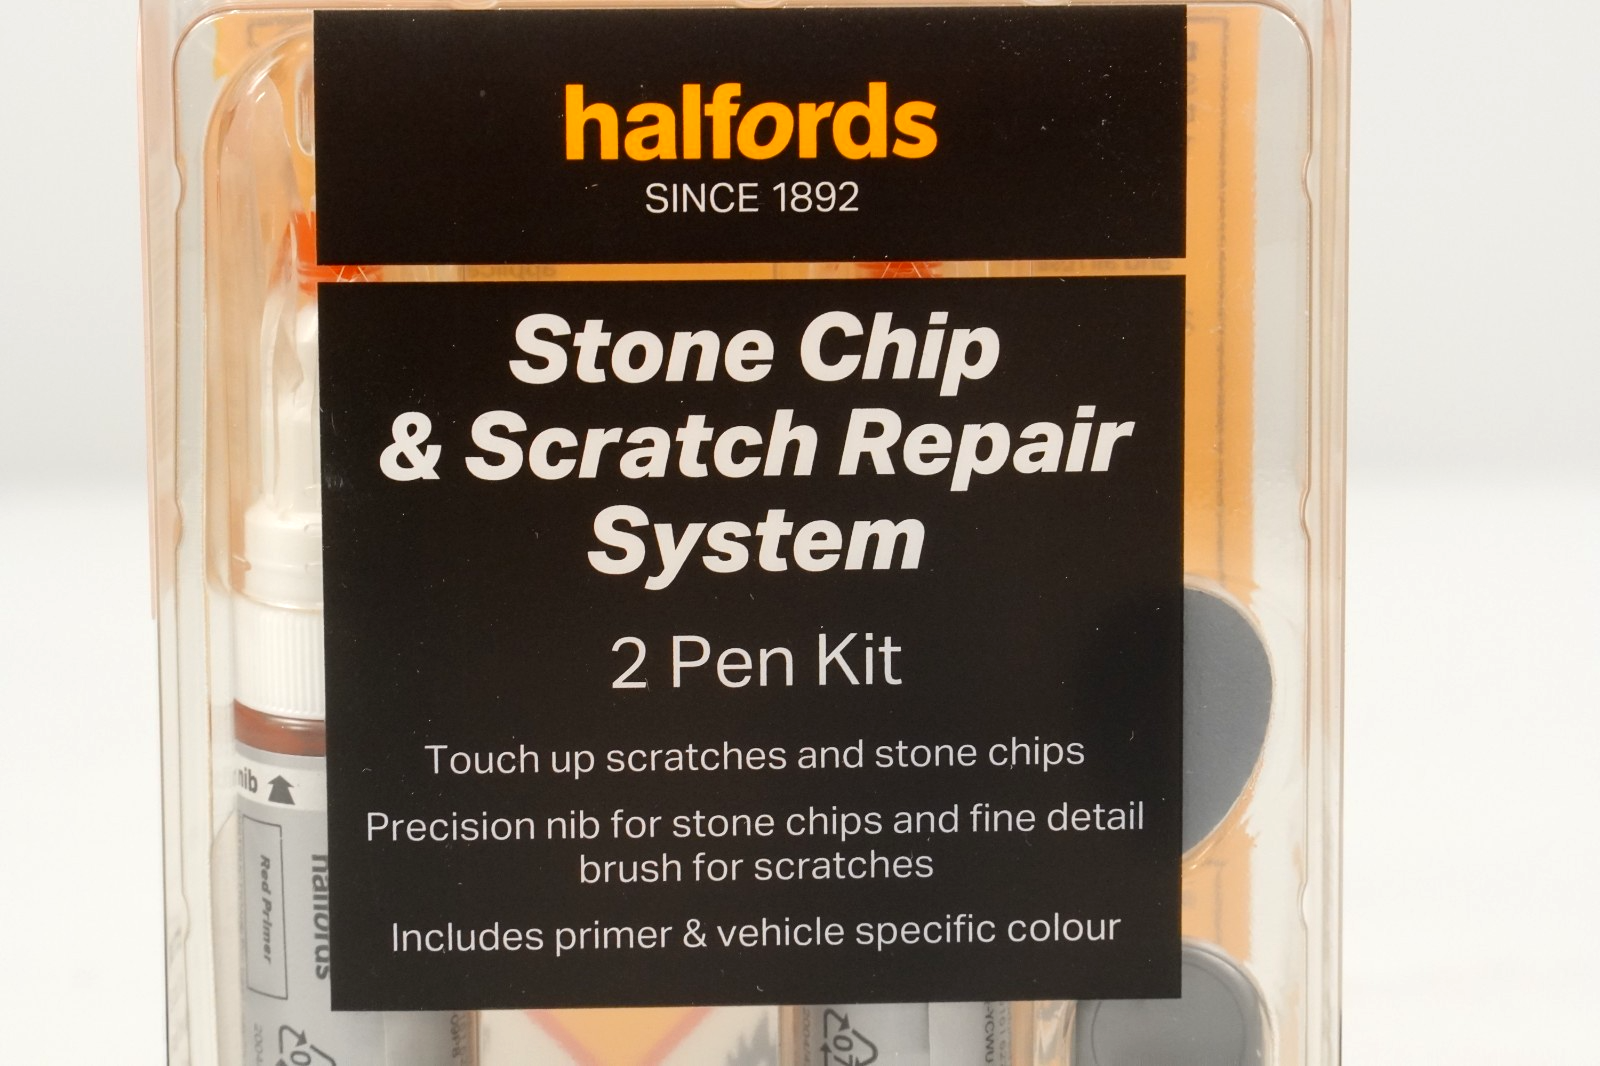 halfords
SINCE 1892
Stone Chip
& Scratch Repair
System
2 Pen Kit
Touch up scratches and stone chips
Precision nib for stone chips and fine detail
brush for scratches
Includes primer & vehicle specific colour
nib
Red Primer
halfords